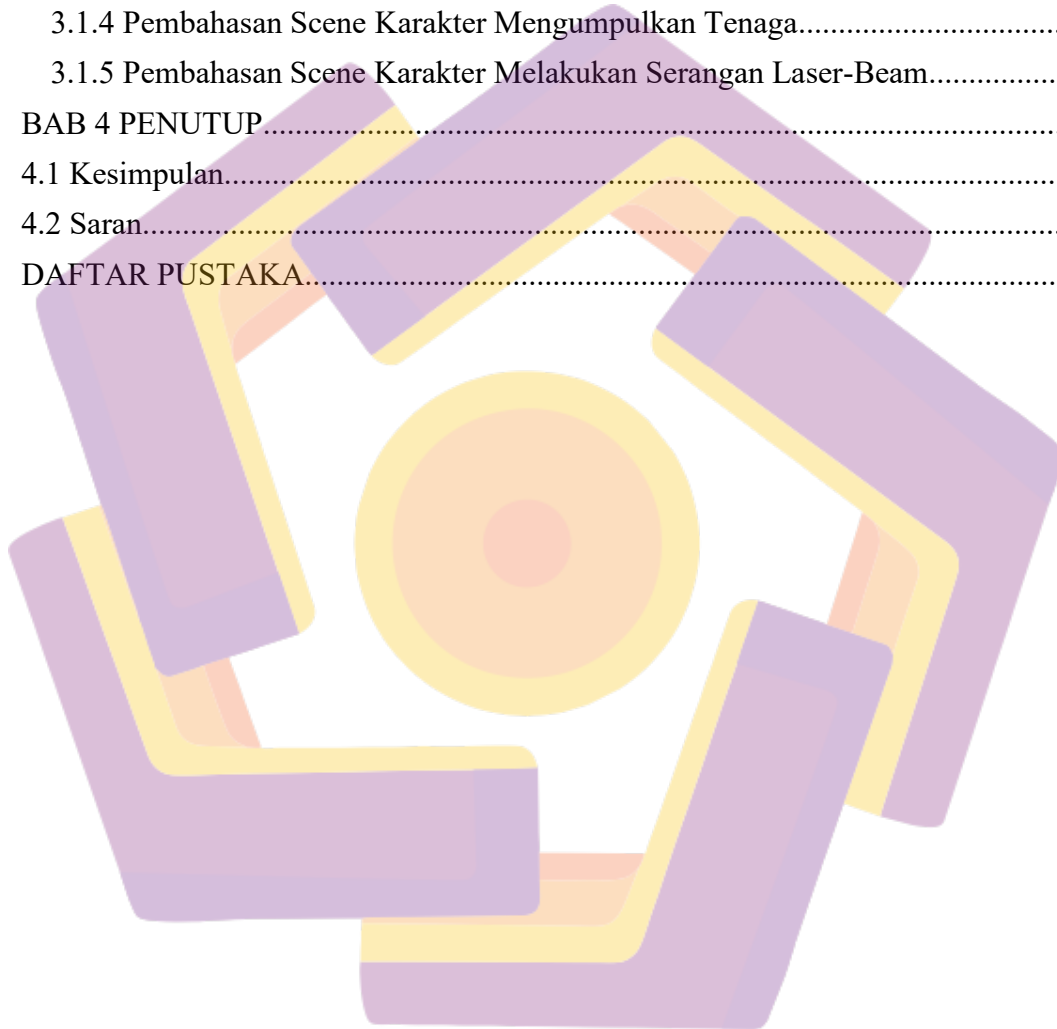 3.1.4 Pembahasan Scene Karakter Mengumpulkan Tenaga..............................
3.1.5 Pembahasan Scene Karakter Melakukan Serangan Laser-Beam................
BAB 4 PENUTUP....................................................................................................
4.1 Kesimpulan.........................................................................................................
4.2 Saran...................................................................................................................
DAFTAR PUSTAKA...............................................................................................